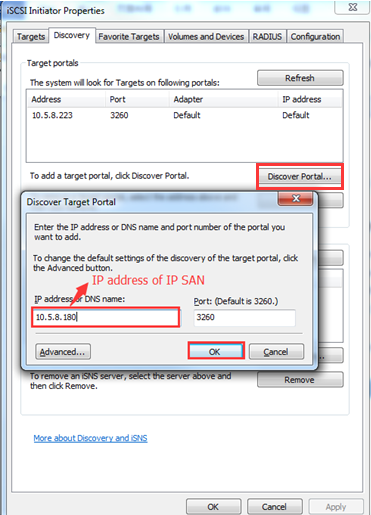 iSCSI Initiator Properties
Targets Discovery Favorite Targets Volumes and Devices RADIUS Configuration
Target portals
The system will look for Targets on following portals:
Refresh
Address Port Adapter IP address
10.5.8.223 3260 Default Default
To add a target portal, click Discover Portal.
Discover Portal...
Discover Target Portal
Enter the IP address or DNS name and port number of the portal you
want to add.
To change the default settings of the discovery of the target portal, click
the Advanced button.
IP address of IP SAN
IP address or DNS name: Port: (Default is 3260.)
10.5.8.180 3260
Advanced... OK Cancel
To remove an iSNS server, select the server above and
then click Remove.
Remove
More about Discovery and iSNS
OK Cancel Apply